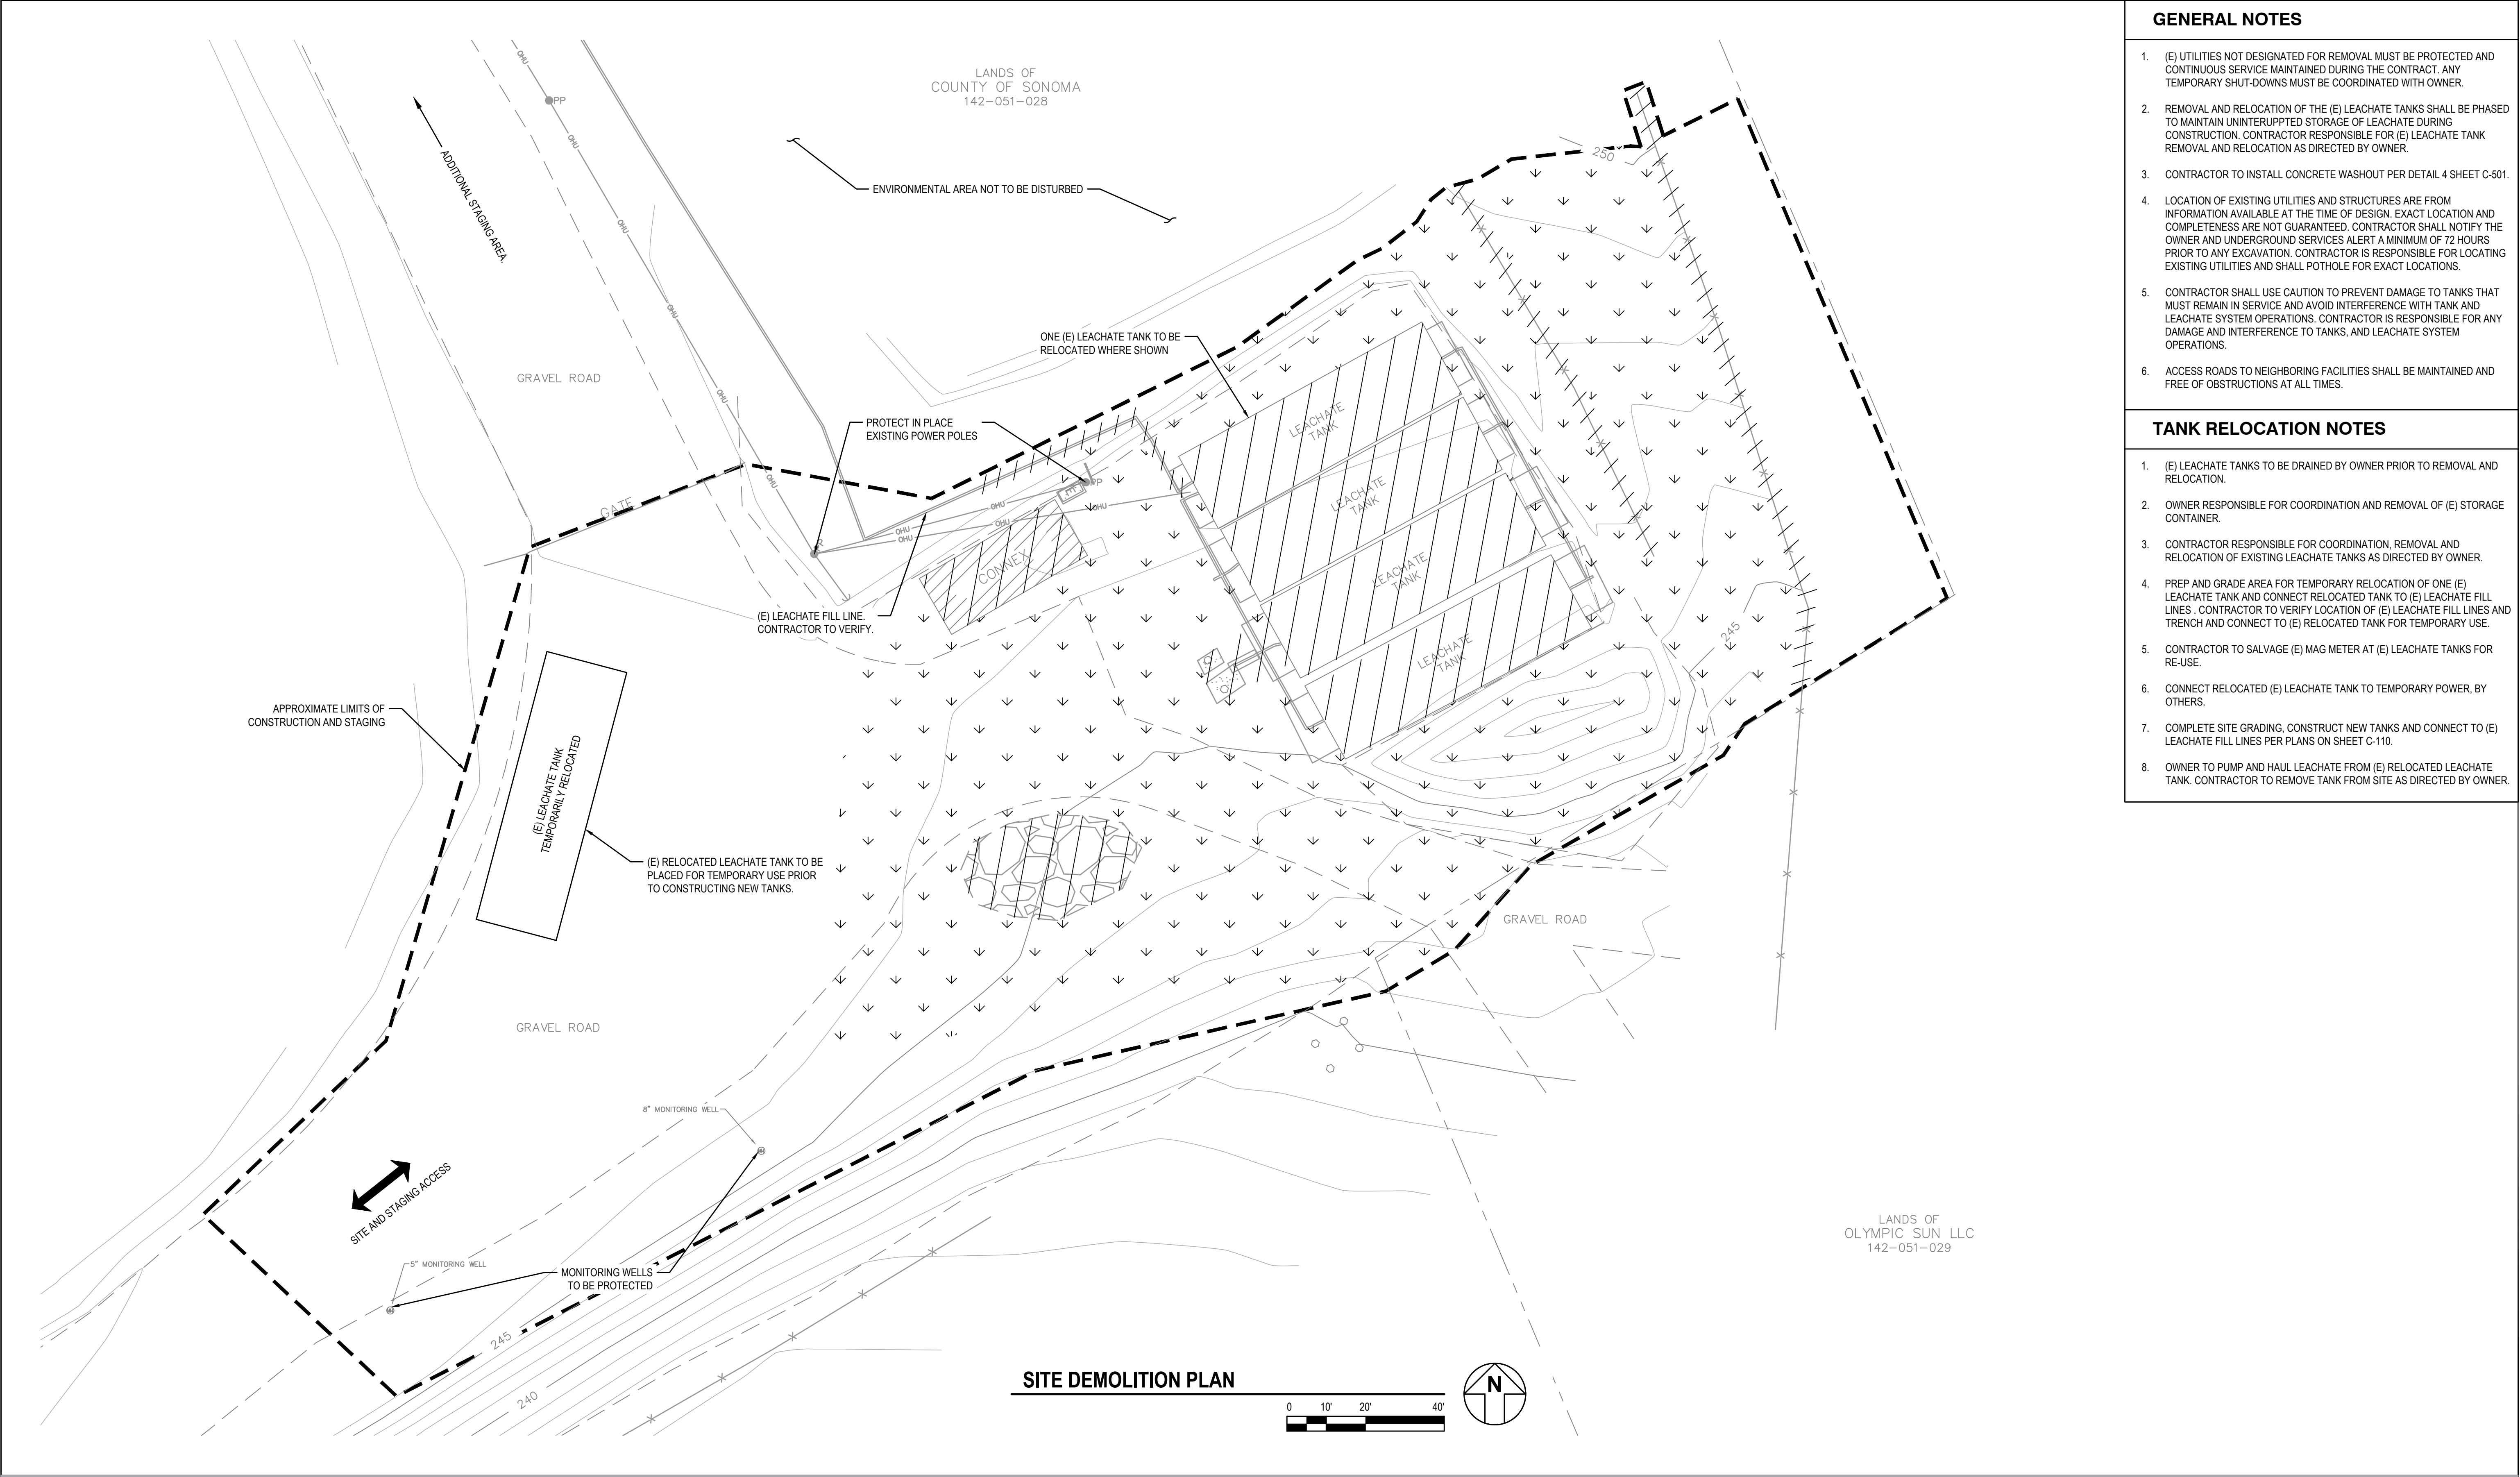 LANDS OF
COUNTY OF SONOMA
142-051-028
OHU
PP
OHU
ADDITIONAL STAGING AREA.
ENVIRONMENTAL AREA NOT TO BE DISTURBED
250
OHU
OHU
ONE (E) LEACHATE TANK TO BE
RELOCATED WHERE SHOWN
GRAVEL ROAD
OHU
PROTECT IN PLACE
EXISTING POWER POLES
LEACHATE
TANK
OHU
PP
GATE
LEACHATE
TANK
OHU
OHU
OHU
OHU
OHU
CONNEX
LEACHATE
TANK
(E) LEACHATE FILL LINE.
CONTRACTOR TO VERIFY.
LEACHATE
TANK
245
APPROXIMATE LIMITS OF
CONSTRUCTION AND STAGING
(E) LEACHATE TANK
TEMPORARILY RELOCATED
(E) RELOCATED LEACHATE TANK TO BE
PLACED FOR TEMPORARY USE PRIOR
TO CONSTRUCTING NEW TANKS.
GRAVEL ROAD
GRAVEL ROAD
8" MONITORING WELL
SITE AND STAGING ACCESS
5" MONITORING WELL
MONITORING WELLS
TO BE PROTECTED
LANDS OF
OLYMPIC SUN LLC
142-051-029
245
240
SITE DEMOLITION PLAN
0 10' 20' 40'
N
GENERAL NOTES
1. (E) UTILITIES NOT DESIGNATED FOR REMOVAL MUST BE PROTECTED AND
CONTINUOUS SERVICE MAINTAINED DURING THE CONTRACT. ANY
TEMPORARY SHUT-DOWNS MUST BE COORDINATED WITH OWNER.
2. REMOVAL AND RELOCATION OF THE (E) LEACHATE TANKS SHALL BE PHASED
TO MAINTAIN UNINTERUPPTED STORAGE OF LEACHATE DURING
CONSTRUCTION. CONTRACTOR RESPONSIBLE FOR (E) LEACHATE TANK
REMOVAL AND RELOCATION AS DIRECTED BY OWNER.
3. CONTRACTOR TO INSTALL CONCRETE WASHOUT PER DETAIL 4 SHEET C-501.
4. LOCATION OF EXISTING UTILITIES AND STRUCTURES ARE FROM
INFORMATION AVAILABLE AT THE TIME OF DESIGN. EXACT LOCATION AND
COMPLETENESS ARE NOT GUARANTEED. CONTRACTOR SHALL NOTIFY THE
OWNER AND UNDERGROUND SERVICES ALERT A MINIMUM OF 72 HOURS
PRIOR TO ANY EXCAVATION. CONTRACTOR IS RESPONSIBLE FOR LOCATING
EXISTING UTILITIES AND SHALL POTHOLE FOR EXACT LOCATIONS.
5. CONTRACTOR SHALL USE CAUTION TO PREVENT DAMAGE TO TANKS THAT
MUST REMAIN IN SERVICE AND AVOID INTERFERENCE WITH TANK AND
LEACHATE SYSTEM OPERATIONS. CONTRACTOR IS RESPONSIBLE FOR ANY
DAMAGE AND INTERFERENCE TO TANKS, AND LEACHATE SYSTEM
OPERATIONS.
6. ACCESS ROADS TO NEIGHBORING FACILITIES SHALL BE MAINTAINED AND
FREE OF OBSTRUCTIONS AT ALL TIMES.
TANK RELOCATION NOTES
1. (E) LEACHATE TANKS TO BE DRAINED BY OWNER PRIOR TO REMOVAL AND
RELOCATION.
2. OWNER RESPONSIBLE FOR COORDINATION AND REMOVAL OF (E) STORAGE
CONTAINER.
3. CONTRACTOR RESPONSIBLE FOR COORDINATION, REMOVAL AND
RELOCATION OF EXISTING LEACHATE TANKS AS DIRECTED BY OWNER.
4. PREP AND GRADE AREA FOR TEMPORARY RELOCATION OF ONE (E)
LEACHATE TANK AND CONNECT RELOCATED TANK TO (E) LEACHATE FILL
LINES . CONTRACTOR TO VERIFY LOCATION OF (E) LEACHATE FILL LINES AND
TRENCH AND CONNECT TO (E) RELOCATED TANK FOR TEMPORARY USE.
5. CONTRACTOR TO SALVAGE (E) MAG METER AT (E) LEACHATE TANKS FOR
RE-USE.
6. CONNECT RELOCATED (E) LEACHATE TANK TO TEMPORARY POWER, BY
OTHERS.
7. COMPLETE SITE GRADING, CONSTRUCT NEW TANKS AND CONNECT TO (E)
LEACHATE FILL LINES PER PLANS ON SHEET C-110.
8. OWNER TO PUMP AND HAUL LEACHATE FROM (E) RELOCATED LEACHATE
TANK. CONTRACTOR TO REMOVE TANK FROM SITE AS DIRECTED BY OWNER.